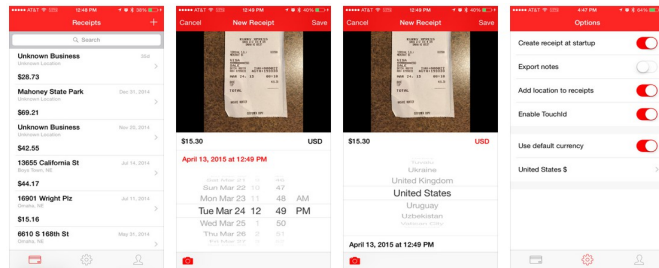 AT&T
12:49 PM
Receipts
Search
Unknown Business
Unknown Location
$28.73
Mahoney State Park
Dec 31, 2014
Unknown Location
$69.21
Unknown Business
Nov 20, 2014
Unknown Location
$42.55
13655 California St
Jul 14, 2014
Boys Town, NE
$44.17
16901 Wright Plz
Jul 11, 2014
Omaha, NE
$15.16
6610 S 168th St
May 31, 2014
Omaha, NE
AT&T
12:49 PM
40%
Cancel
New Receipt
Save
TOTAL
$15.30
USD
April 13, 2015 at 12:49 PM
Sun Mar 22 10 47
Mon Mar 23 11 48 AM
Tue Mar 24 12 49 PM
Wed Mar 25 1 50
Thu Mar 26 2 51
AT&T
12:49 PM
40%
Cancel
New Receipt
Save
TOTAL
$15.30
USD
Ukraine
United Kingdom
United States
Uruguay
Uzbekistan
April 13, 2015 at 12:49 PM
AT&T
4:47 PM
64%
Options
Create receipt at startup
Export notes
Add location to receipts
Enable TouchId
Use default currency
United States $